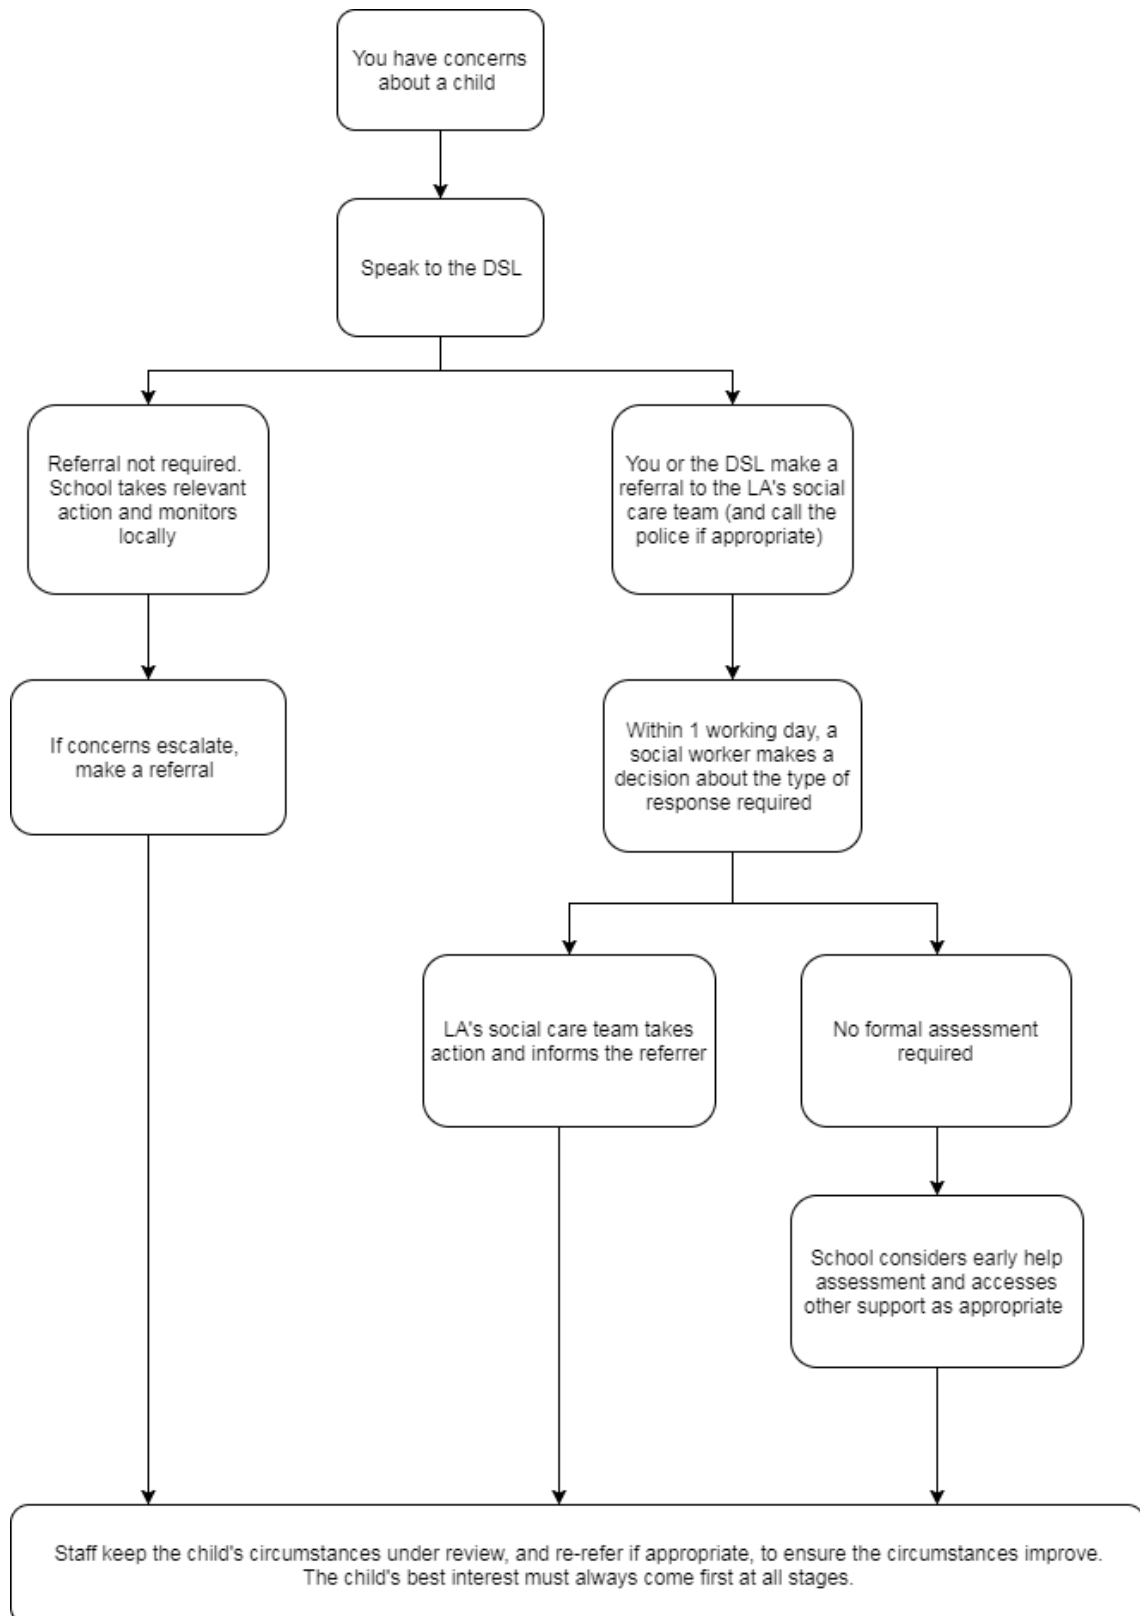 You have concerns
about a child
Speak to the DSL
Referral not required.
School takes relevant
action and monitors
locally
You or the DSL make a
referral to the LA's social
care team (and call the
police if appropriate)
If concerns escalate,
make a referral
Within 1 working day, a
social worker makes a
decision about the type of
response required
LA's social care team takes
action and informs the referrer
No formal assessment
required
School considers early help
assessment and accesses
other support as appropriate
Staff keep the child's circumstances under review, and re-refer if appropriate, to ensure the circumstances improve.
The child's best interest must always come first at all stages.